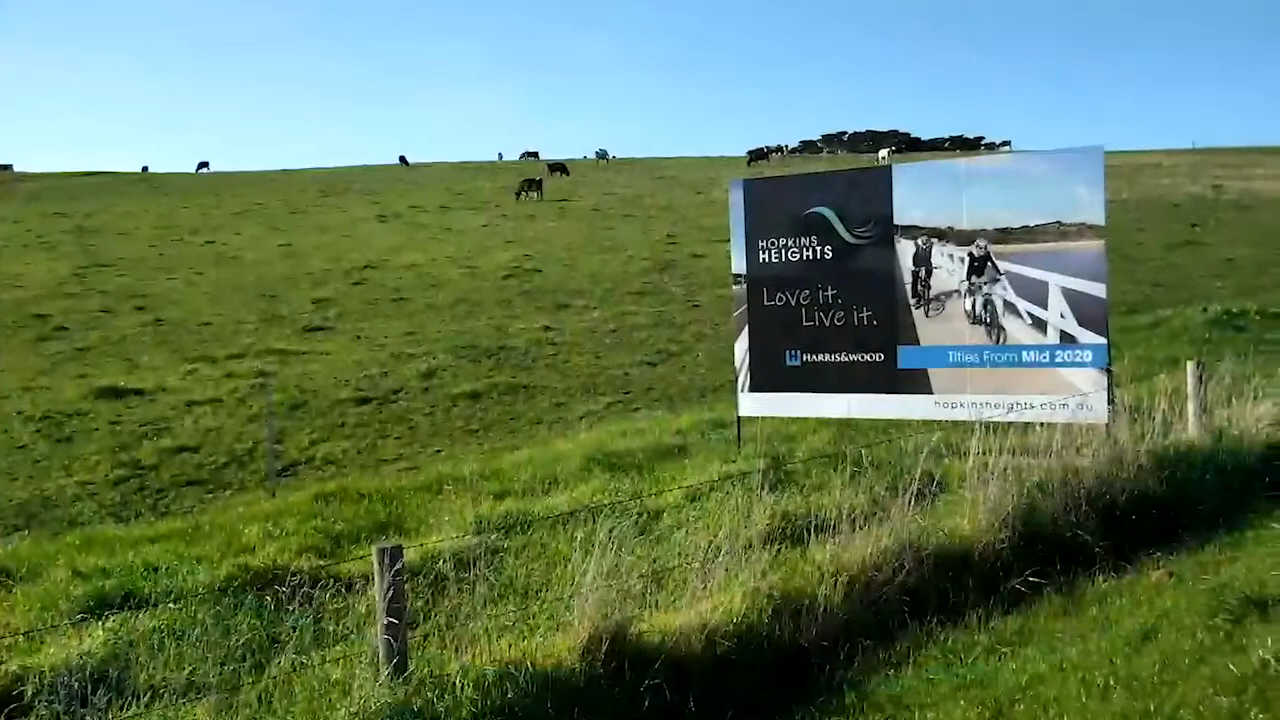 HOPKINS
HEIGHTS
Love it.
Live it.
HARRIS&WOOD
Titles From Mid 2020
hopkinsheights.com.au